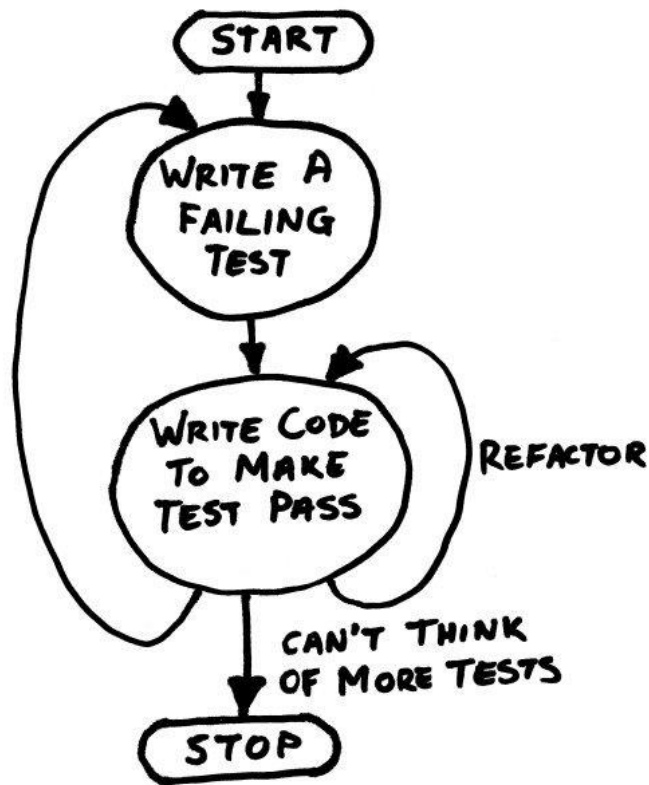 START
WRITE A
FAILING
TEST
WRITE CODE
TO MAKE
TEST PASS
REFACTOR
CAN'T THINK
OF MORE TESTS
STOP